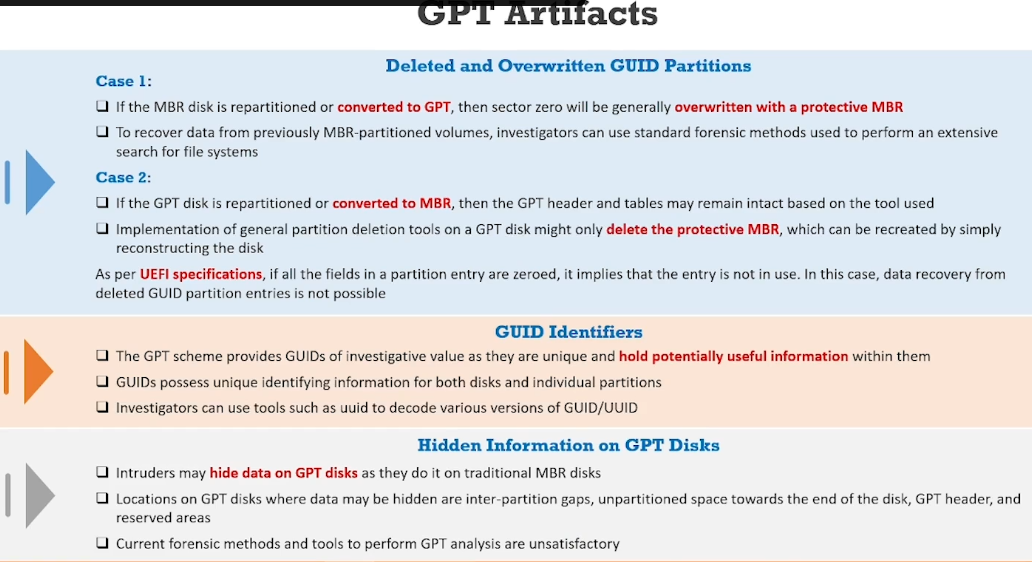 GPT Artifacts
Deleted and Overwritten GUID Partitions
Case 1:
❑ If the MBR disk is repartitioned or converted to GPT, then sector zero will be generally overwritten with a protective MBR
❑ To recover data from previously MBR-partitioned volumes, investigators can use standard forensic methods used to perform an extensive
search for file systems
Case 2:
❑ If the GPT disk is repartitioned or converted to MBR, then the GPT header and tables may remain intact based on the tool used
❑ Implementation of general partition deletion tools on a GPT disk might only delete the protective MBR, which can be recreated by simply
reconstructing the disk
As per UEFI specifications, if all the fields in a partition entry are zeroed, it implies that the entry is not in use. In this case, data recovery from
deleted GUID partition entries is not possible
GUID Identifiers
❑ The GPT scheme provides GUIDs of investigative value as they are unique and hold potentially useful information within them
❑ GUIDs possess unique identifying information for both disks and individual partitions
❑ Investigators can use tools such as uuid to decode various versions of GUID/UUID
Hidden Information on GPT Disks
❑ Intruders may hide data on GPT disks as they do it on traditional MBR disks
❑ Locations on GPT disks where data may be hidden are inter-partition gaps, unpartitioned space towards the end of the disk, GPT header, and
reserved areas
❑ Current forensic methods and tools to perform GPT analysis are unsatisfactory